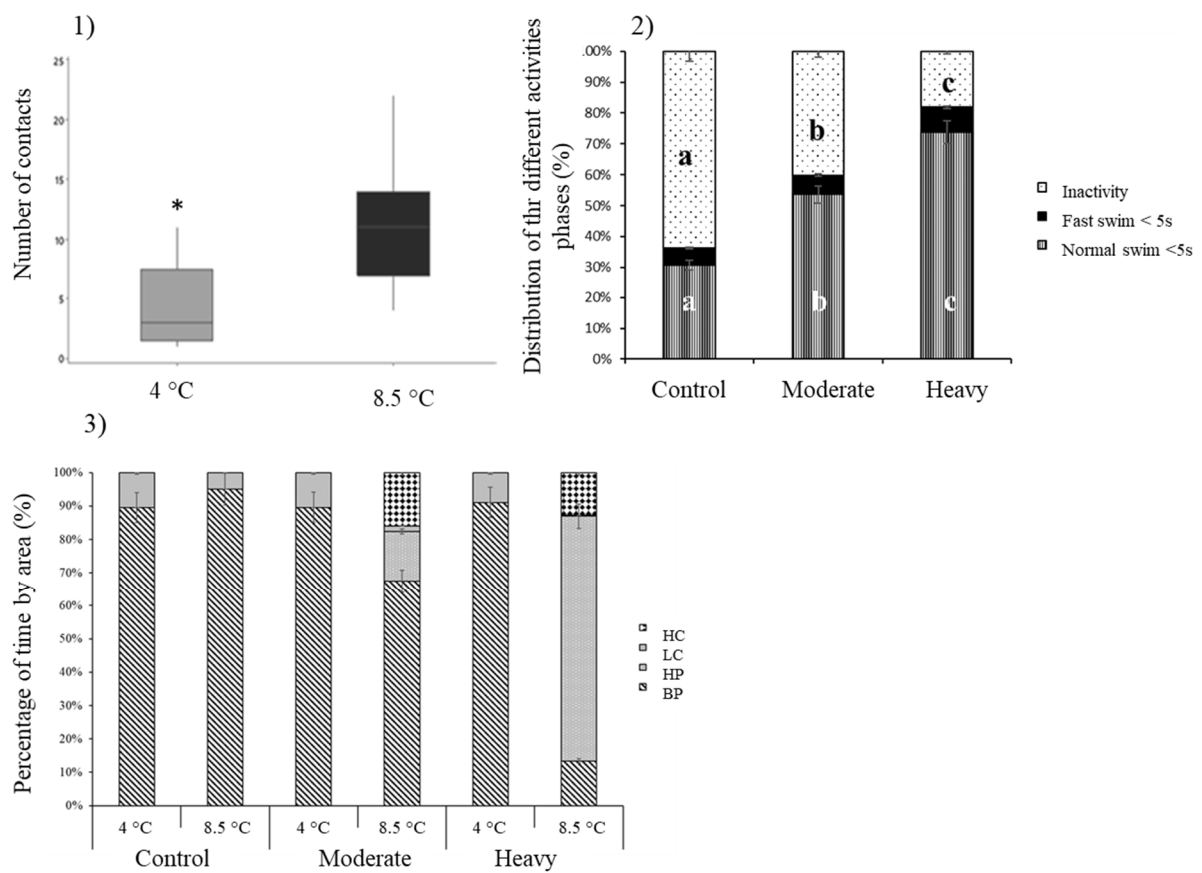 1)
Number of contacts
25
20
15
10
5
0
*
4 °C
8.5 °C
2)
Distribution of thr different activities
phases (%)
.00%
90%
80%
70%
60%
50%
40%
30%
20%
10%
0%
a
b
c
a
b
c
Control
Moderate
Heavy
Inactivity
Fast swim < 5s
Normal swim <5s
3)
Percentage of time by area (%)
100%
90%
80%
70%
60%
50%
40%
30%
20%
10%
0%
4 °C
8.5 °C
4 °C
8.5 °C
4 °C
8.5 °C
Control
Moderate
Heavy
HC
LC
HP
BP